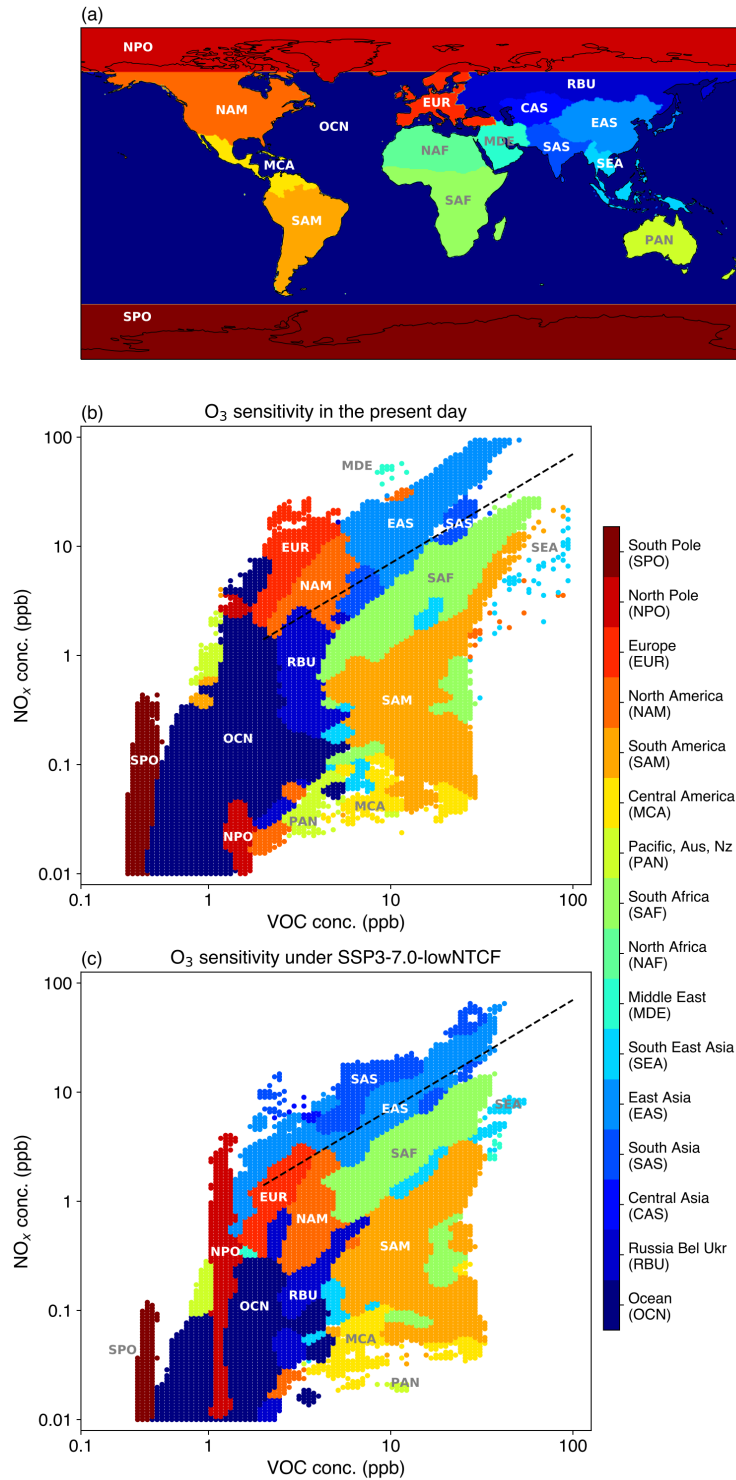 (a)
NPO
NAM
OCN
EUR
RBU
CAS
EAS
MDE
NAF
SAS
SEA
MCA
SAF
SAM
PAN
SPO
(b)
O₃ sensitivity in the present day
100
10
1
0.1
0.01
NOₓ conc. (ppb)
MDE
EAS
SAS
SEA
EUR
NAM
SAF
RBU
SAM
OCN
SPO
MCA
PAN
NPO
0.1
1
10
100
VOC conc. (ppb)
(c)
O₃ sensitivity under SSP3-7.0-lowNTCF
100
10
1
0.1
0.01
NOₓ conc. (ppb)
SAS
EAS
SEA
SAF
EUR
NAM
NPO
SAM
RBU
OCN
MCA
SPO
PAN
0.1
1
10
100
VOC conc. (ppb)
South Pole
(SPO)
North Pole
(NPO)
Europe
(EUR)
North America
(NAM)
South America
(SAM)
Central America
(MCA)
Pacific, Aus, Nz
(PAN)
South Africa
(SAF)
North Africa
(NAF)
Middle East
(MDE)
South East Asia
(SEA)
East Asia
(EAS)
South Asia
(SAS)
Central Asia
(CAS)
Russia Bel Ukr
(RBU)
Ocean
(OCN)